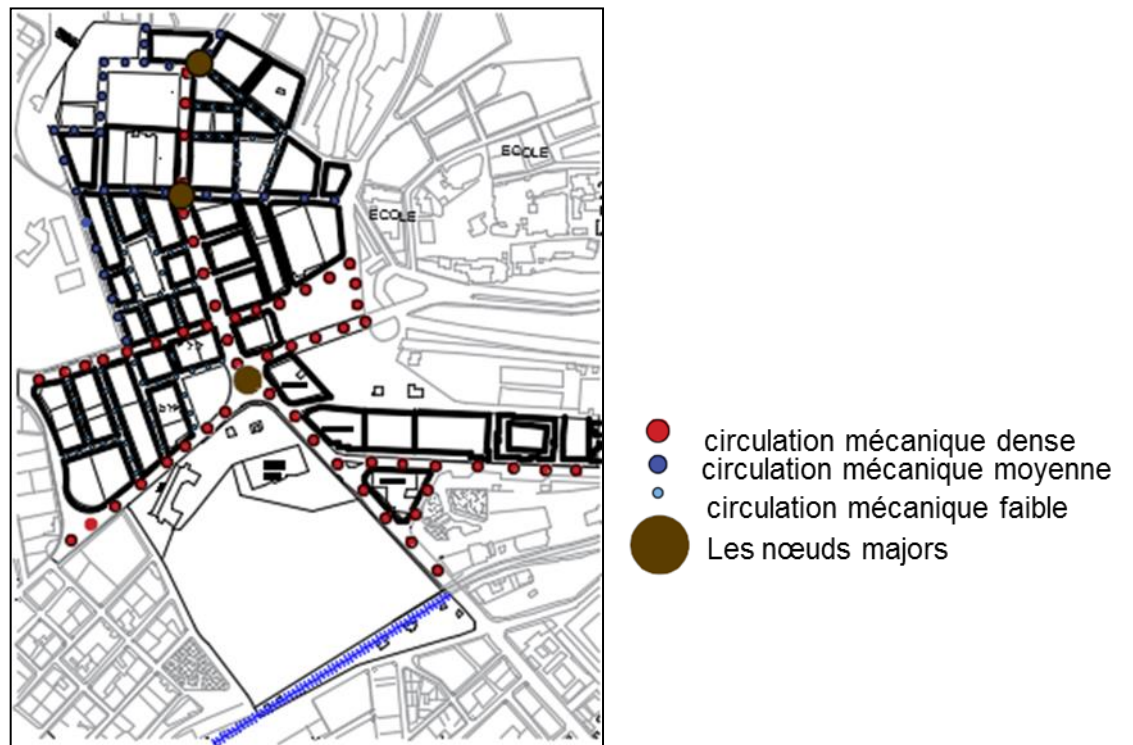 ECOLE
ECOLE
circulation mécanique dense
circulation mécanique moyenne
circulation mécanique faible
Les nœuds majors